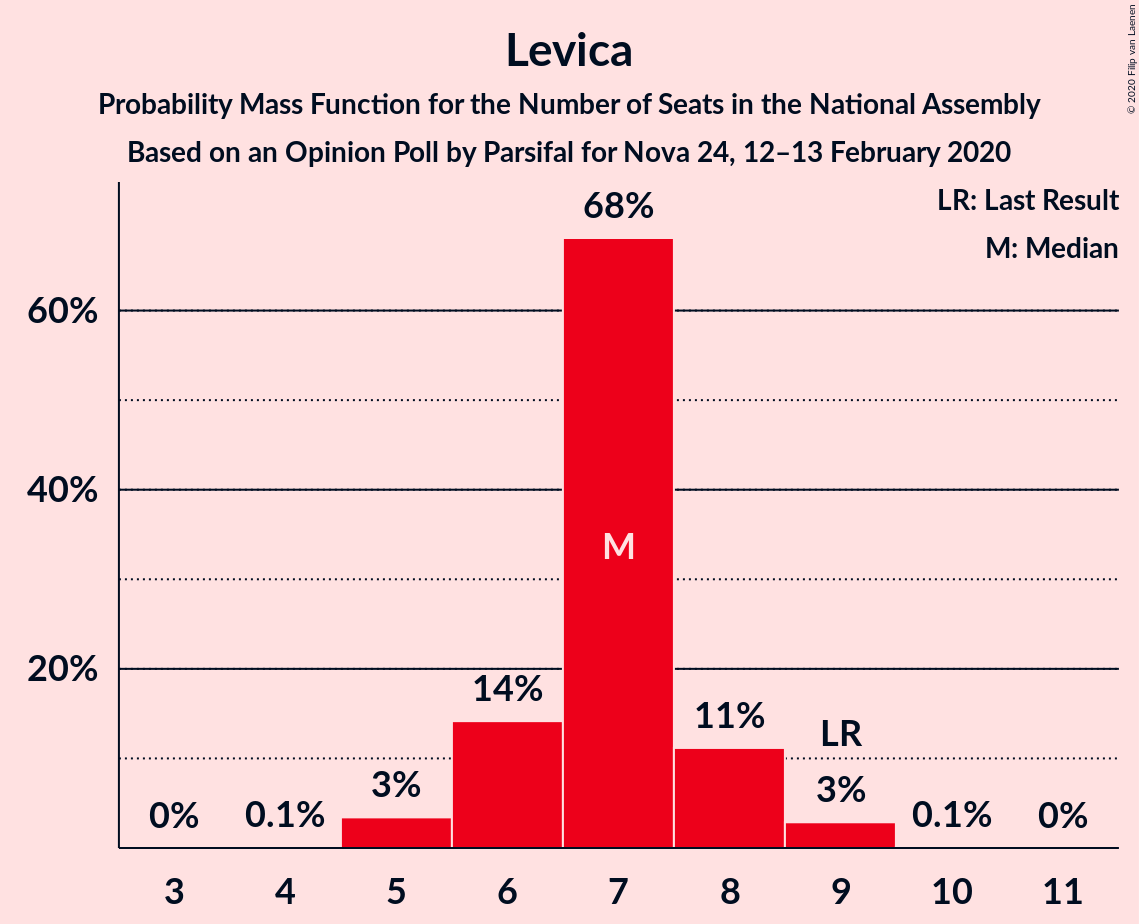 Levica
Probability Mass Function for the Number of Seats in the National Assembly
Based on an Opinion Poll by Parsifal for Nova 24, 12–13 February 2020
© 2020 Filip van Laenen
LR: Last Result
M: Median
60%
40%
20%
0%
0.1%
3%
14%
68%
M
11%
LR
3%
0.1%
0%
3
4
5
6
7
8
9
10
11